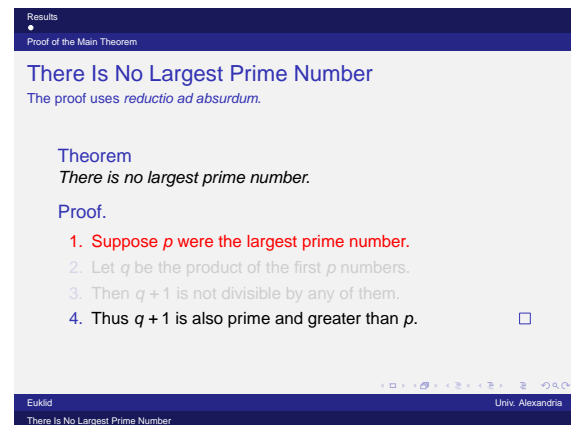 Results
Proof of the Main Theorem
There Is No Largest Prime Number
The proof uses reductio ad absurdum.
Theorem
There is no largest prime number.
Proof.
1. Suppose p were the largest prime number.
2. Let q be the product of the first p numbers.
3. Then q + 1 is not divisible by any of them.
4. Thus q + 1 is also prime and greater than p.
Euklid Univ. Alexandria
There Is No Largest Prime Number